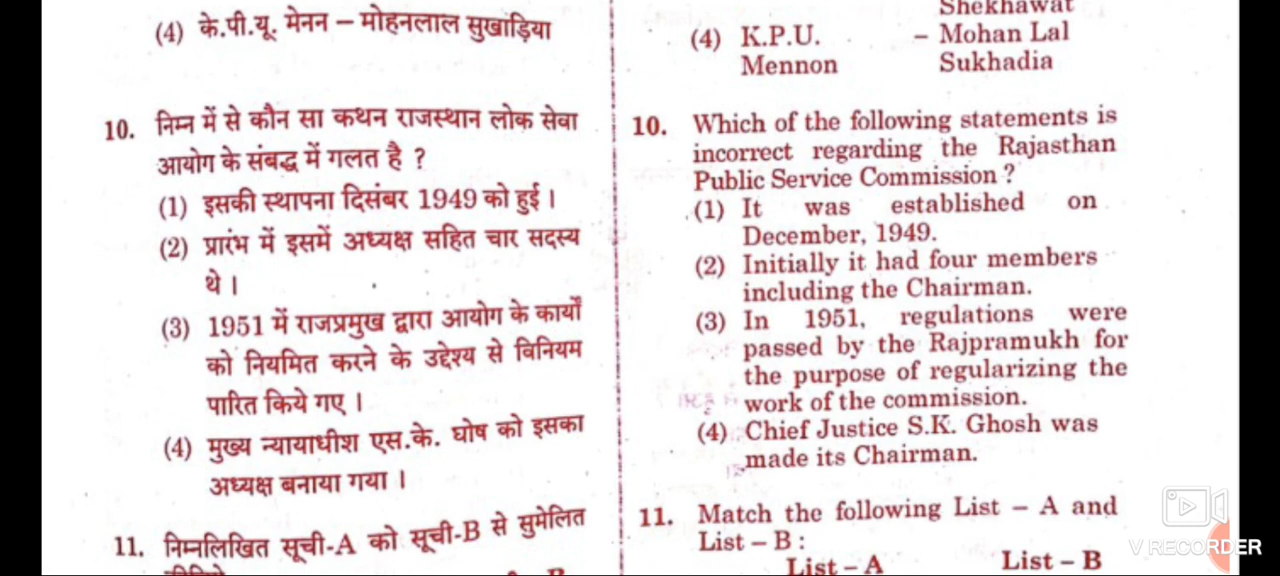 (4) के.पी.यू. मेनन – मोहनलाल सुखाड़िया
10. निम्न में से कौन सा कथन राजस्थान लोक सेवा
आयोग के संबद्ध में गलत है ?
(1) इसकी स्थापना दिसंबर 1949 को हुई।
(2) प्रारंभ में इसमें अध्यक्ष सहित चार सदस्य
थे।
(3) 1951 में राजप्रमुख द्वारा आयोग के कार्यों
को नियमित करने के उद्देश्य से विनियम
पारित किये गए।
(4) मुख्य न्यायाधीश एस.के. घोष को इसका
अध्यक्ष बनाया गया।
11. निम्नलिखित सूची-A को सूची-B से सुमेलित
Shekhawat
(4) K.P.U. – Mohan Lal
Mennon Sukhadia
10. Which of the following statements is
incorrect regarding the Rajasthan
Public Service Commission ?
(1) It was established on
December, 1949.
(2) Initially it had four members
including the Chairman.
(3) In 1951, regulations were
passed by the Rajpramukh for
the purpose of regularizing the
work of the commission.
(4) Chief Justice S.K. Ghosh was
made its Chairman.
11. Match the following List – A and
List – B :
List – A List – B
V RECORDER